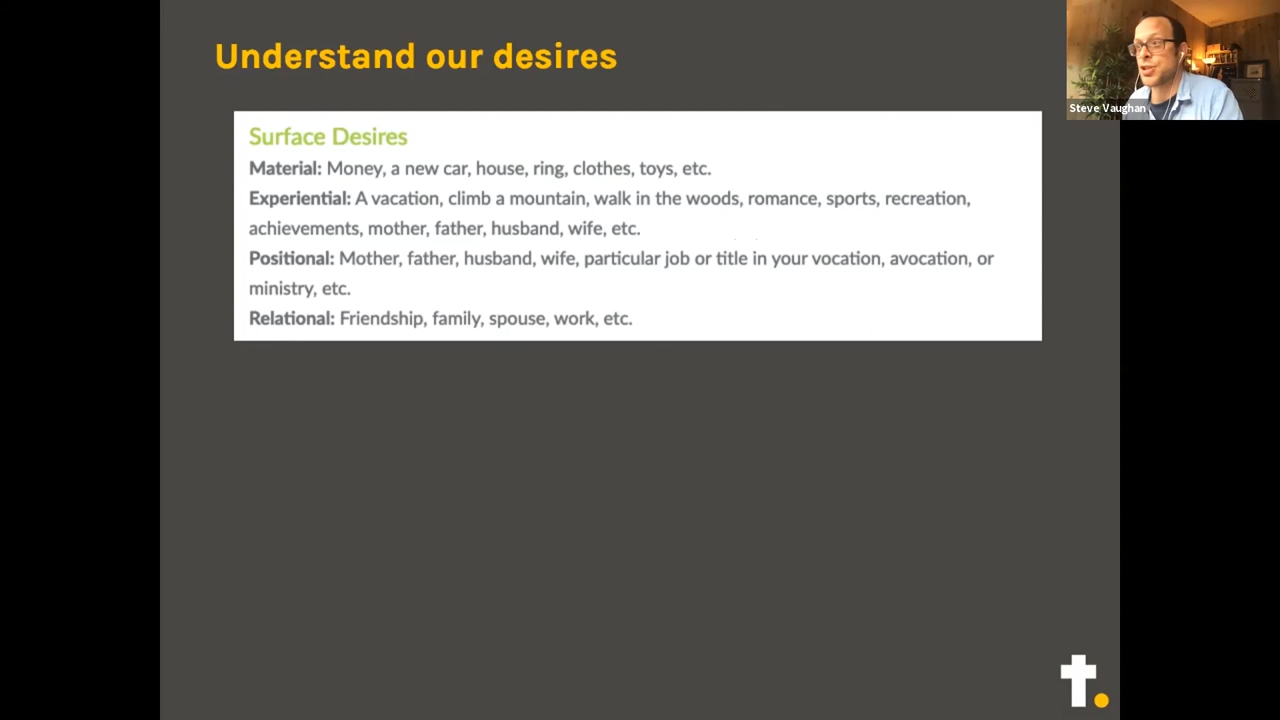 Understand our desires
Steve Vaughan
Surface Desires
Material: Money, a new car, house, ring, clothes, toys, etc.
Experiential: A vacation, climb a mountain, walk in the woods, romance, sports, recreation,
achievements, mother, father, husband, wife, etc.
Positional: Mother, father, husband, wife, particular job or title in your vocation, avocation, or
ministry, etc.
Relational: Friendship, family, spouse, work, etc.
t.